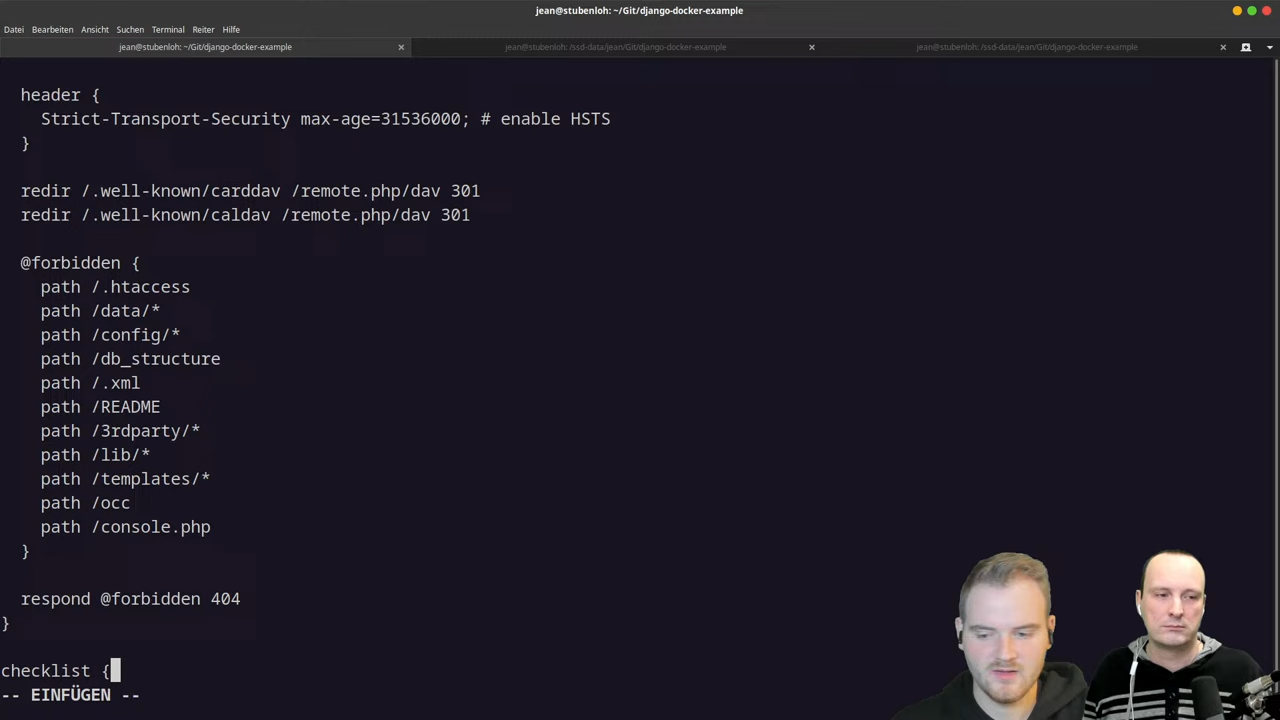 jean@stubenloh: ~/Git/django-docker-example
Datei Bearbeiten Ansicht Suchen Terminal Reiter Hilfe
jean@stubenloh: ~/Git/django-docker-example jean@stubenloh: /ssd-data/jean/Git/django-docker-example jean@stubenloh: /ssd-data/jean/Git/django-docker-example
header {
Strict-Transport-Security max-age=31536000; # enable HSTS
}
redir /.well-known/carddav /remote.php/dav 301
redir /.well-known/caldav /remote.php/dav 301
@forbidden {
path /.htaccess
path /data/*
path /config/*
path /db_structure
path /.xml
path /README
path /3rdparty/*
path /lib/*
path /templates/*
path /occ
path /console.php
}
respond @forbidden 404
}
checklist {
-- EINFÜGEN --